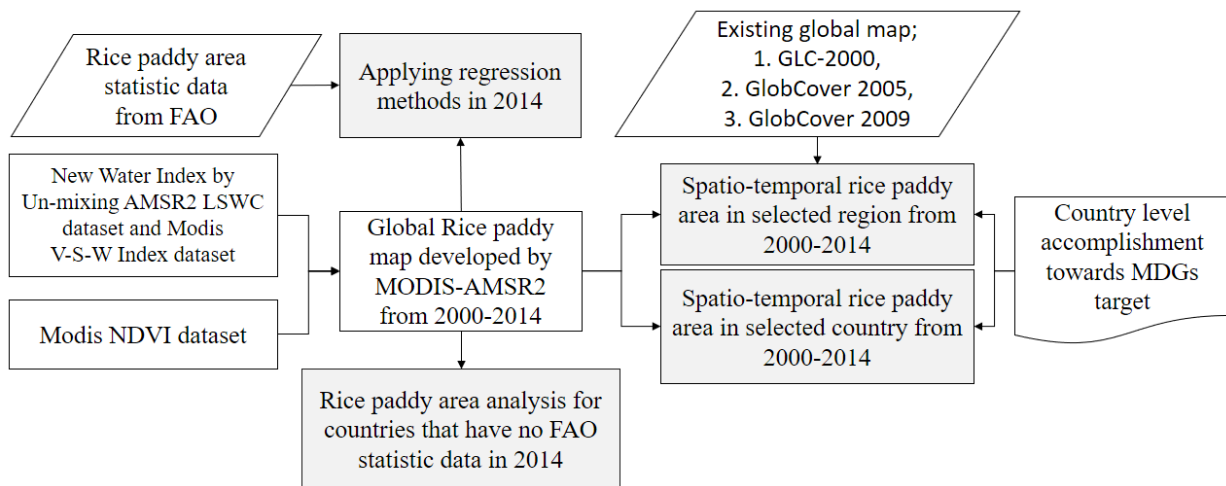 Rice paddy area
statistic data
from FAO
Applying regression
methods in 2014
Existing global map;
1. GLC-2000,
2. GlobCover 2005,
3. GlobCover 2009
New Water Index by
Un-mixing AMSR2 LSWC
dataset and Modis
V-S-W Index dataset
Modis NDVI dataset
Global Rice paddy
map developed by
MODIS-AMSR2
from 2000-2014
Spatio-temporal rice paddy
area in selected region from
2000-2014
Spatio-temporal rice paddy
area in selected country from
2000-2014
Country level
accomplishment
towards MDGs
target
Rice paddy area analysis for
countries that have no FAO
statistic data in 2014